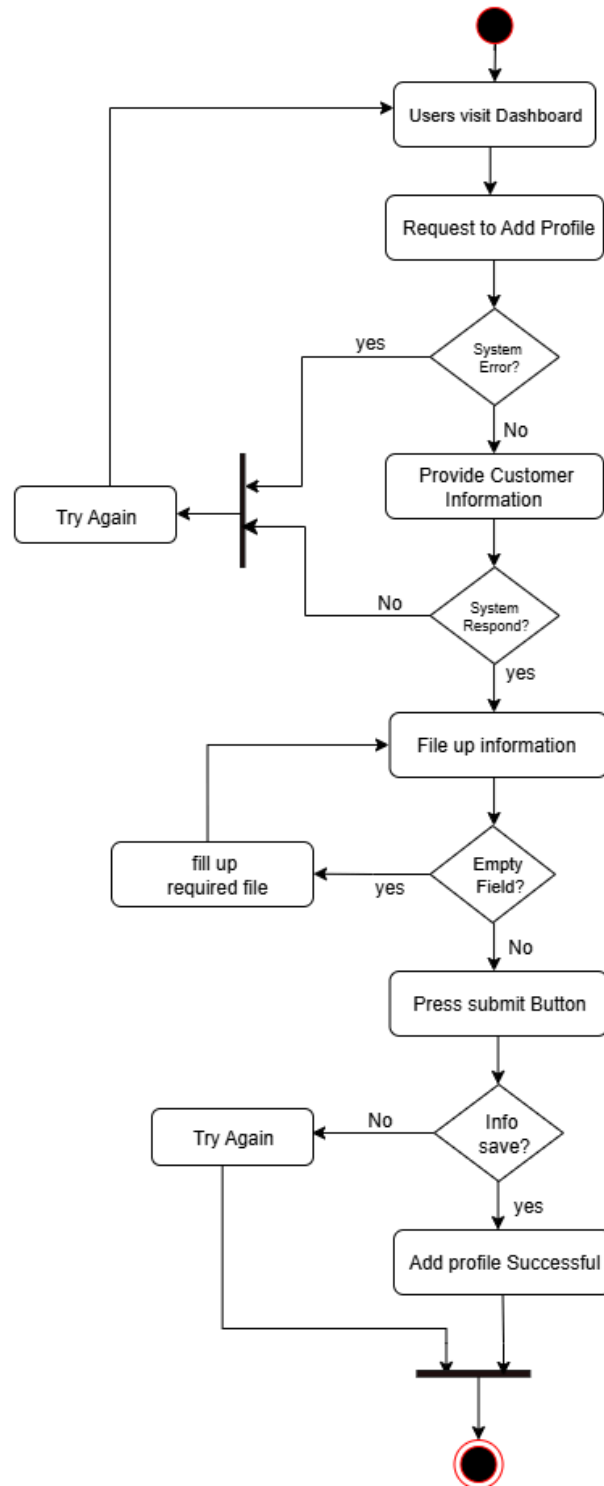 Users visit Dashboard
Request to Add Profile
System
Error?
yes
No
Provide Customer
Information
Try Again
System
Respond?
No
yes
File up information
Empty
Field?
yes
fill up
required file
No
Press submit Button
Info
save?
No
Try Again
yes
Add profile Successful